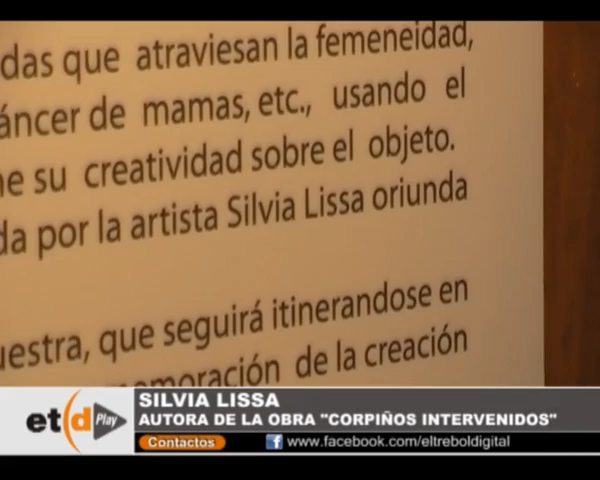 das que atraviesan la femeneidad,
áncer de mamas, etc., usando el
e su creatividad sobre el objeto.
da por la artista Silvia Lissa oriunda
uestra, que seguirá itinerandose en
moración de la creación
SILVIA LISSA
AUTORA DE LA OBRA "CORPIÑOS INTERVENIDOS"
etd Play
Contactos
f www.facebook.com/eltreboldigital